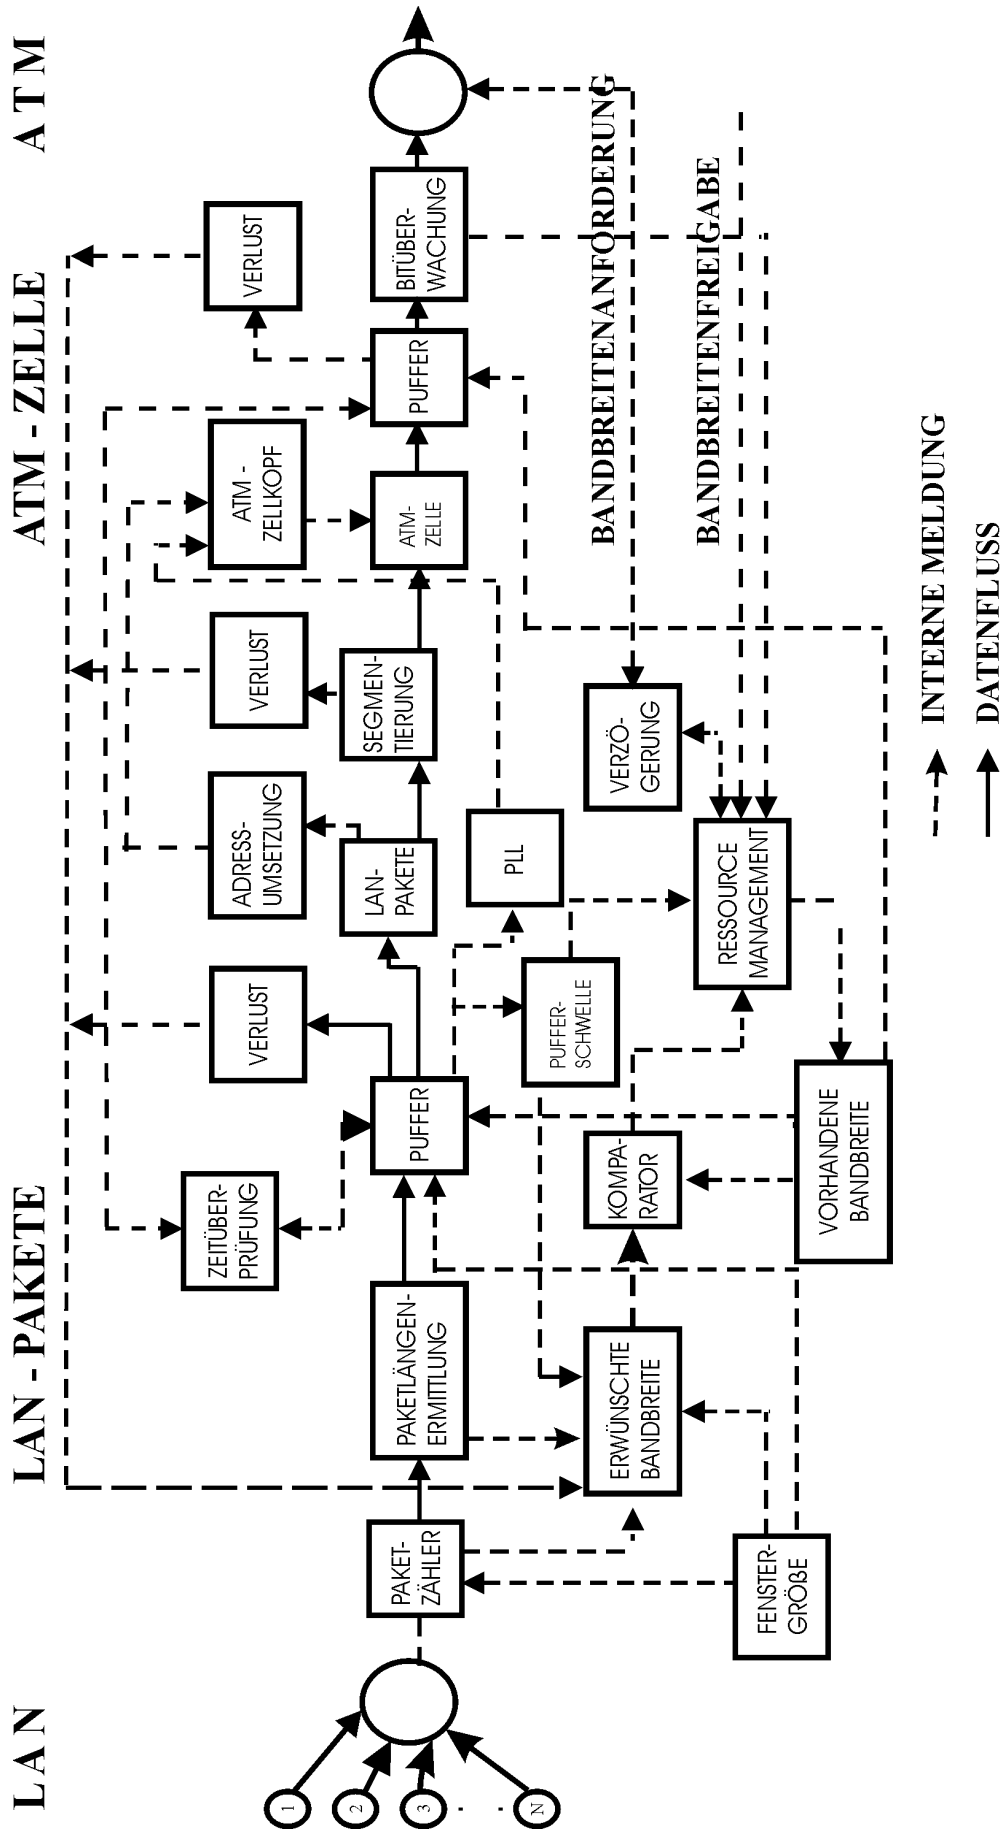 LAN
LAN - PAKETE
ATM - ZELLE
ATM
1
2
3
.
.
N
PAKET-
ZÄHLER
PAKETLÄNGEN-
ERMITTLUNG
ZEITÜBER-
PRÜFUNG
PUFFER
VERLUST
LAN-
PAKETE
ADRESS-
UMSETZUNG
SEGMEN-
TIERUNG
VERLUST
ATM-
ZELLE
ATM -
ZELLKOPF
PUFFER
VERLUST
BITÜBER-
WACHUNG
PLL
PUFFER-
SCHWELLE
ERWÜNSCHTE
BANDBREITE
KOMPA-
RATOR
VERZÖ-
GERUNG
BANDBREITENANFORDERUNG
RESSOURCE
MANAGEMENT
BANDBREITENFREIGABE
FENSTER-
GRÖßE
VORHANDENE
BANDBREITE
INTERNE MELDUNG
DATENFLUSS